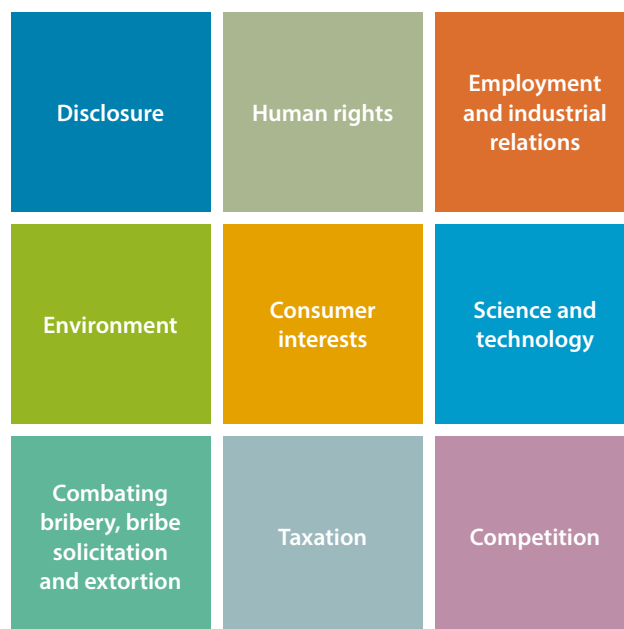 Disclosure
Human rights
Employment
and industrial
relations
Environment
Consumer
interests
Science and
technology
Combating
bribery, bribe
solicitation
and extortion
Taxation
Competition